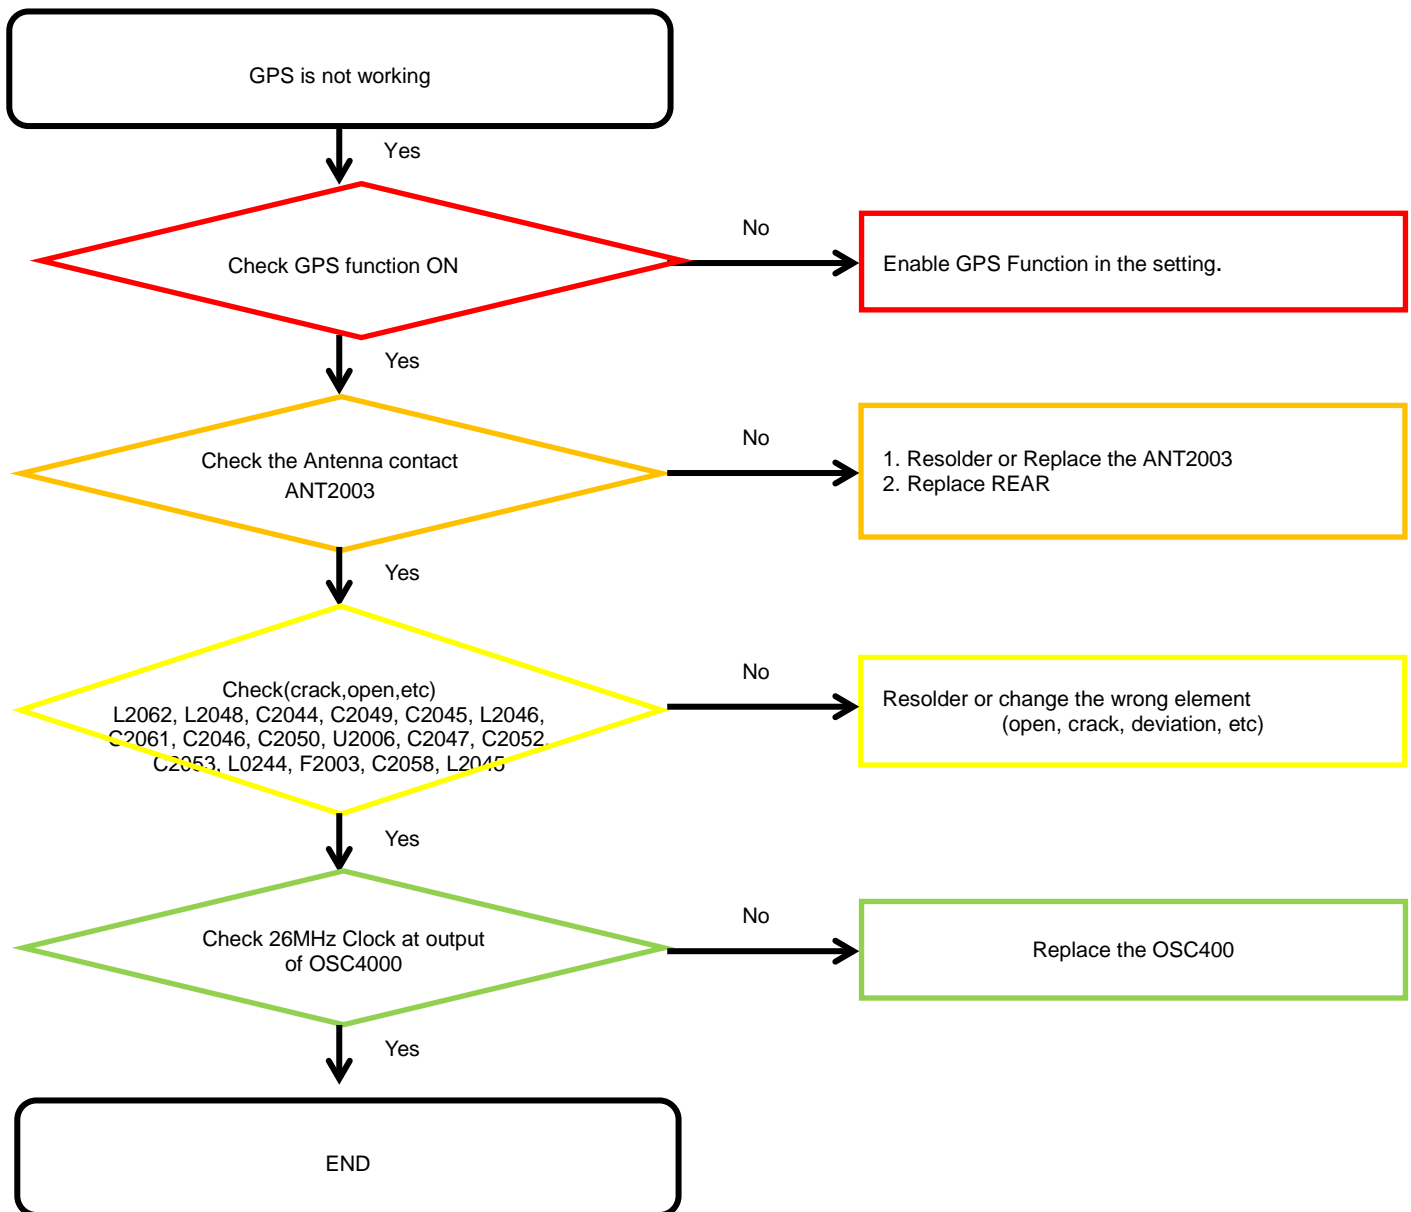 GPS is not working
Yes
Check GPS function ON
No
Enable GPS Function in the setting.
Yes
Check the Antenna contact
ANT2003
No
1. Resolder or Replace the ANT2003
2. Replace REAR
Yes
Check(crack,open,etc)
L2062, L2048, C2044, C2049, C2045, L2046,
C2061, C2046, C2050, U2006, C2047, C2052,
C2053, L0244, F2003, C2058, L2045
No
Resolder or change the wrong element
(open, crack, deviation, etc)
Yes
Check 26MHz Clock at output
of OSC4000
No
Replace the OSC400
Yes
END